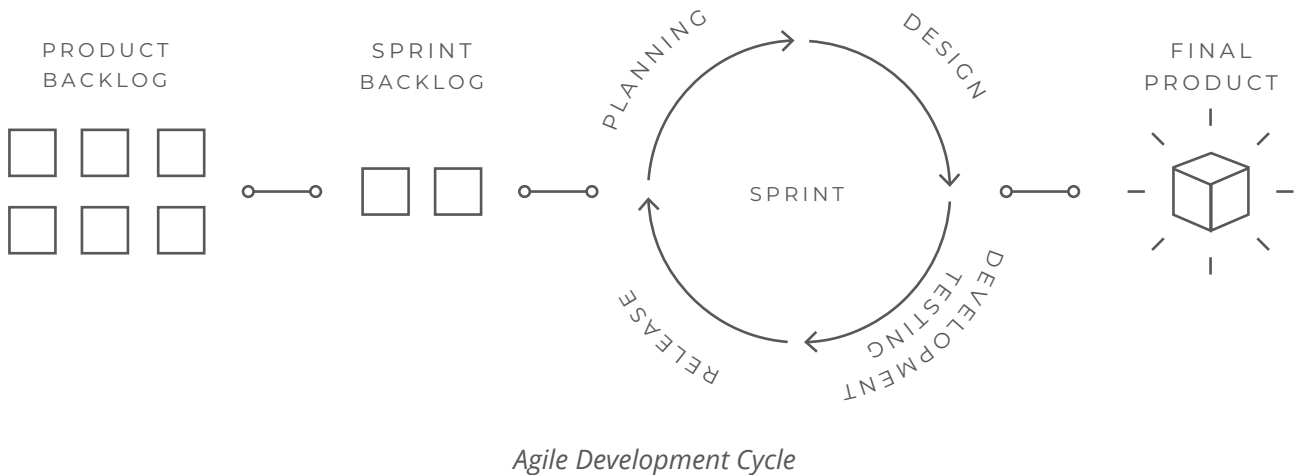 PRODUCT
BACKLOG
SPRINT
BACKLOG
PLANNING
DESIGN
SPRINT
DEVELOPMENT
TESTING
RELEASE
FINAL
PRODUCT
Agile Development Cycle